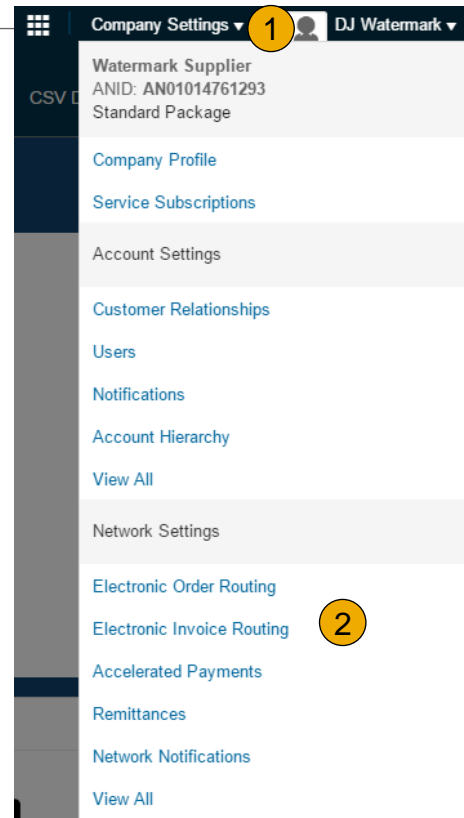 Company Settings ▾ 1 DJ Watermark ▾
Watermark Supplier
CSV D
ANID: AN01014761293
Standard Package
Company Profile
Service Subscriptions
Account Settings
Customer Relationships
Users
Notifications
Account Hierarchy
View All
Network Settings
Electronic Order Routing
Electronic Invoice Routing 2
Accelerated Payments
Remittances
Network Notifications
View All